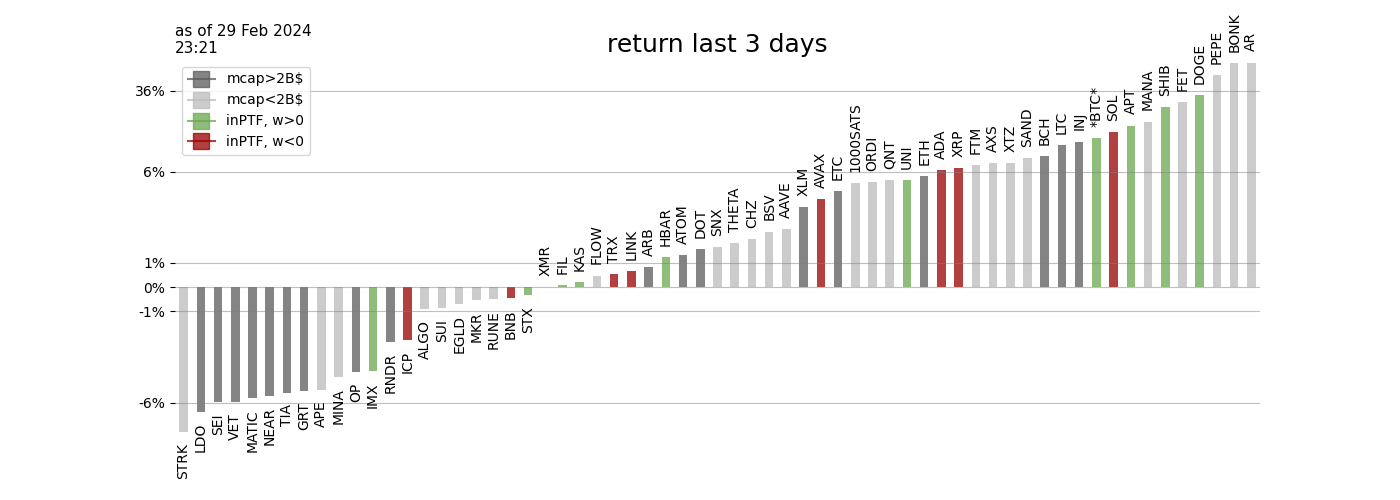 as of 29 Feb 2024
23:21
return last 3 days
mcap>2B$
mcap<2B$
inPTF, w>0
inPTF, w<0
36%
6%
1%
0%
-1%
-6%
STRK
LDO
SEI
VET
MATIC
NEAR
TIA
GRT
APE
MINA
OP
IMX
RNDR
ICP
ALGO
SUI
EGLD
MKR
RUNE
BNB
STX
XMR
FIL
KAS
FLOW
TRX
LINK
ARB
HBAR
ATOM
DOT
SNX
THETA
CHZ
BSV
AAVE
XLM
AVAX
ETC
1000SATS
ORDI
QNT
UNI
ETH
ADA
XRP
FTM
AXS
XTZ
SAND
BCH
LTC
INJ
*BTC*
SOL
APT
MANA
SHIB
FET
DOGE
PEPE
BONK
AR